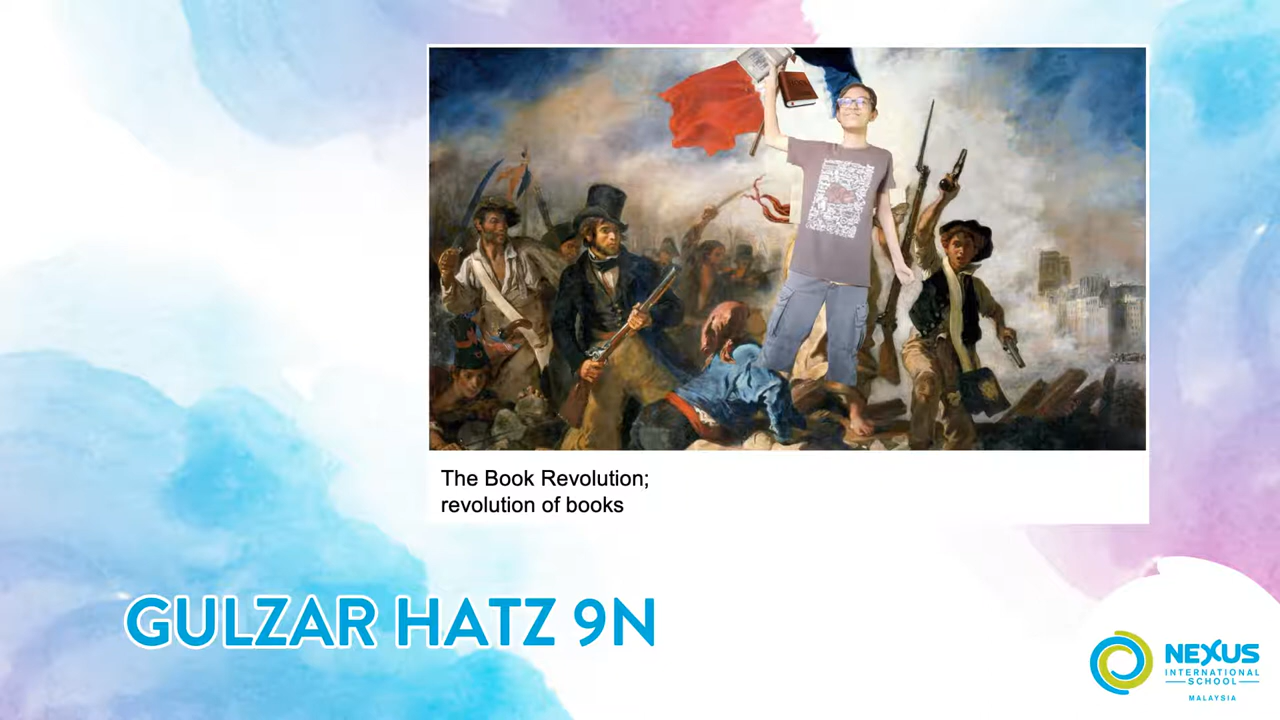 The Book Revolution;
revolution of books
GULZAR HATZ 9N
NEXUS
INTERNATIONAL
SCHOOL
MALAYSIA